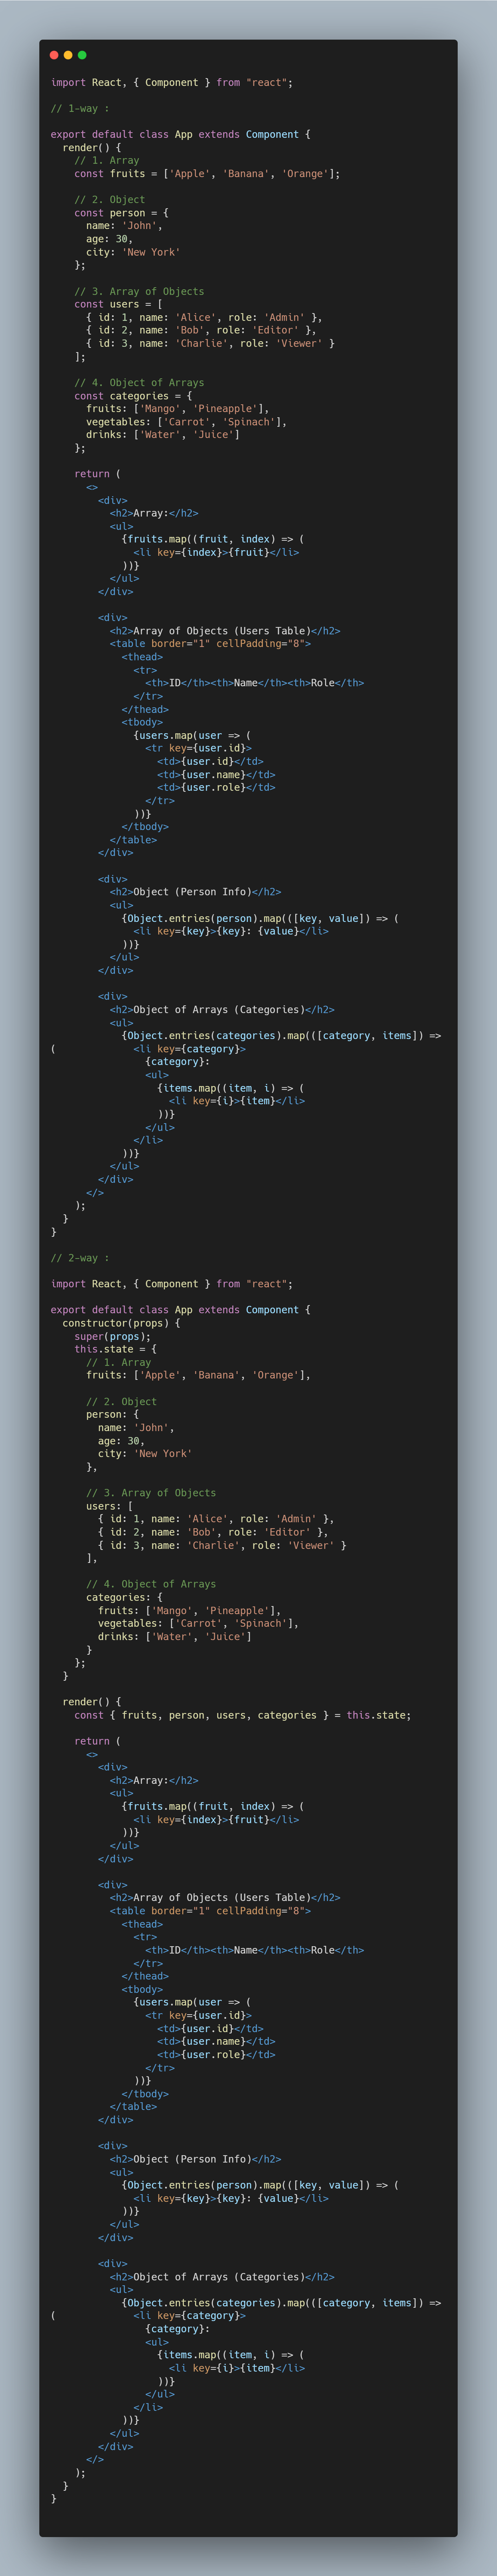 import React, { Component } from "react";

// 1-way :

export default class App extends Component {
  render() {
    // 1. Array
    const fruits = ['Apple', 'Banana', 'Orange'];

    // 2. Object
    const person = {
      name: 'John',
      age: 30,
      city: 'New York'
    };

    // 3. Array of Objects
    const users = [
      { id: 1, name: 'Alice', role: 'Admin' },
      { id: 2, name: 'Bob', role: 'Editor' },
      { id: 3, name: 'Charlie', role: 'Viewer' }
    ];

    // 4. Object of Arrays
    const categories = {
      fruits: ['Mango', 'Pineapple'],
      vegetables: ['Carrot', 'Spinach'],
      drinks: ['Water', 'Juice']
    };

    return (
      <>
        <div>
          <h2>Array:</h2>
          <ul>
            {fruits.map((fruit, index) => (
              <li key={index}>{fruit}</li>
            ))}
          </ul>
        </div>

        <div>
          <h2>Array of Objects (Users Table)</h2>
          <table border="1" cellPadding="8">
            <thead>
              <tr>
                <th>ID</th><th>Name</th><th>Role</th>
              </tr>
            </thead>
            <tbody>
              {users.map(user => (
                <tr key={user.id}>
                  <td>{user.id}</td>
                  <td>{user.name}</td>
                  <td>{user.role}</td>
                </tr>
              ))}
            </tbody>
          </table>
        </div>

        <div>
          <h2>Object (Person Info)</h2>
          <ul>
            {Object.entries(person).map(([key, value]) => (
              <li key={key}>{key}: {value}</li>
            ))}
          </ul>
        </div>

        <div>
          <h2>Object of Arrays (Categories)</h2>
          <ul>
            {Object.entries(categories).map(([category, items]) =>
(             <li key={category}>
                {category}:
                <ul>
                  {items.map((item, i) => (
                    <li key={i}>{item}</li>
                  ))}
                </ul>
              </li>
            ))}
          </ul>
        </div>
      </>
    );
  }
}

// 2-way :

import React, { Component } from "react";

export default class App extends Component {
  constructor(props) {
    super(props);
    this.state = {
      // 1. Array
      fruits: ['Apple', 'Banana', 'Orange'],

      // 2. Object
      person: {
        name: 'John',
        age: 30,
        city: 'New York'
      },

      // 3. Array of Objects
      users: [
        { id: 1, name: 'Alice', role: 'Admin' },
        { id: 2, name: 'Bob', role: 'Editor' },
        { id: 3, name: 'Charlie', role: 'Viewer' }
      ],

      // 4. Object of Arrays
      categories: {
        fruits: ['Mango', 'Pineapple'],
        vegetables: ['Carrot', 'Spinach'],
        drinks: ['Water', 'Juice']
      }
    };
  }

  render() {
    const { fruits, person, users, categories } = this.state;

    return (
      <>
        <div>
          <h2>Array:</h2>
          <ul>
            {fruits.map((fruit, index) => (
              <li key={index}>{fruit}</li>
            ))}
          </ul>
        </div>

        <div>
          <h2>Array of Objects (Users Table)</h2>
          <table border="1" cellPadding="8">
            <thead>
              <tr>
                <th>ID</th><th>Name</th><th>Role</th>
              </tr>
            </thead>
            <tbody>
              {users.map(user => (
                <tr key={user.id}>
                  <td>{user.id}</td>
                  <td>{user.name}</td>
                  <td>{user.role}</td>
                </tr>
              ))}
            </tbody>
          </table>
        </div>

        <div>
          <h2>Object (Person Info)</h2>
          <ul>
            {Object.entries(person).map(([key, value]) => (
              <li key={key}>{key}: {value}</li>
            ))}
          </ul>
        </div>

        <div>
          <h2>Object of Arrays (Categories)</h2>
          <ul>
            {Object.entries(categories).map(([category, items]) =>
(             <li key={category}>
                {category}:
                <ul>
                  {items.map((item, i) => (
                    <li key={i}>{item}</li>
                  ))}
                </ul>
              </li>
            ))}
          </ul>
        </div>
      </>
    );
  }
}